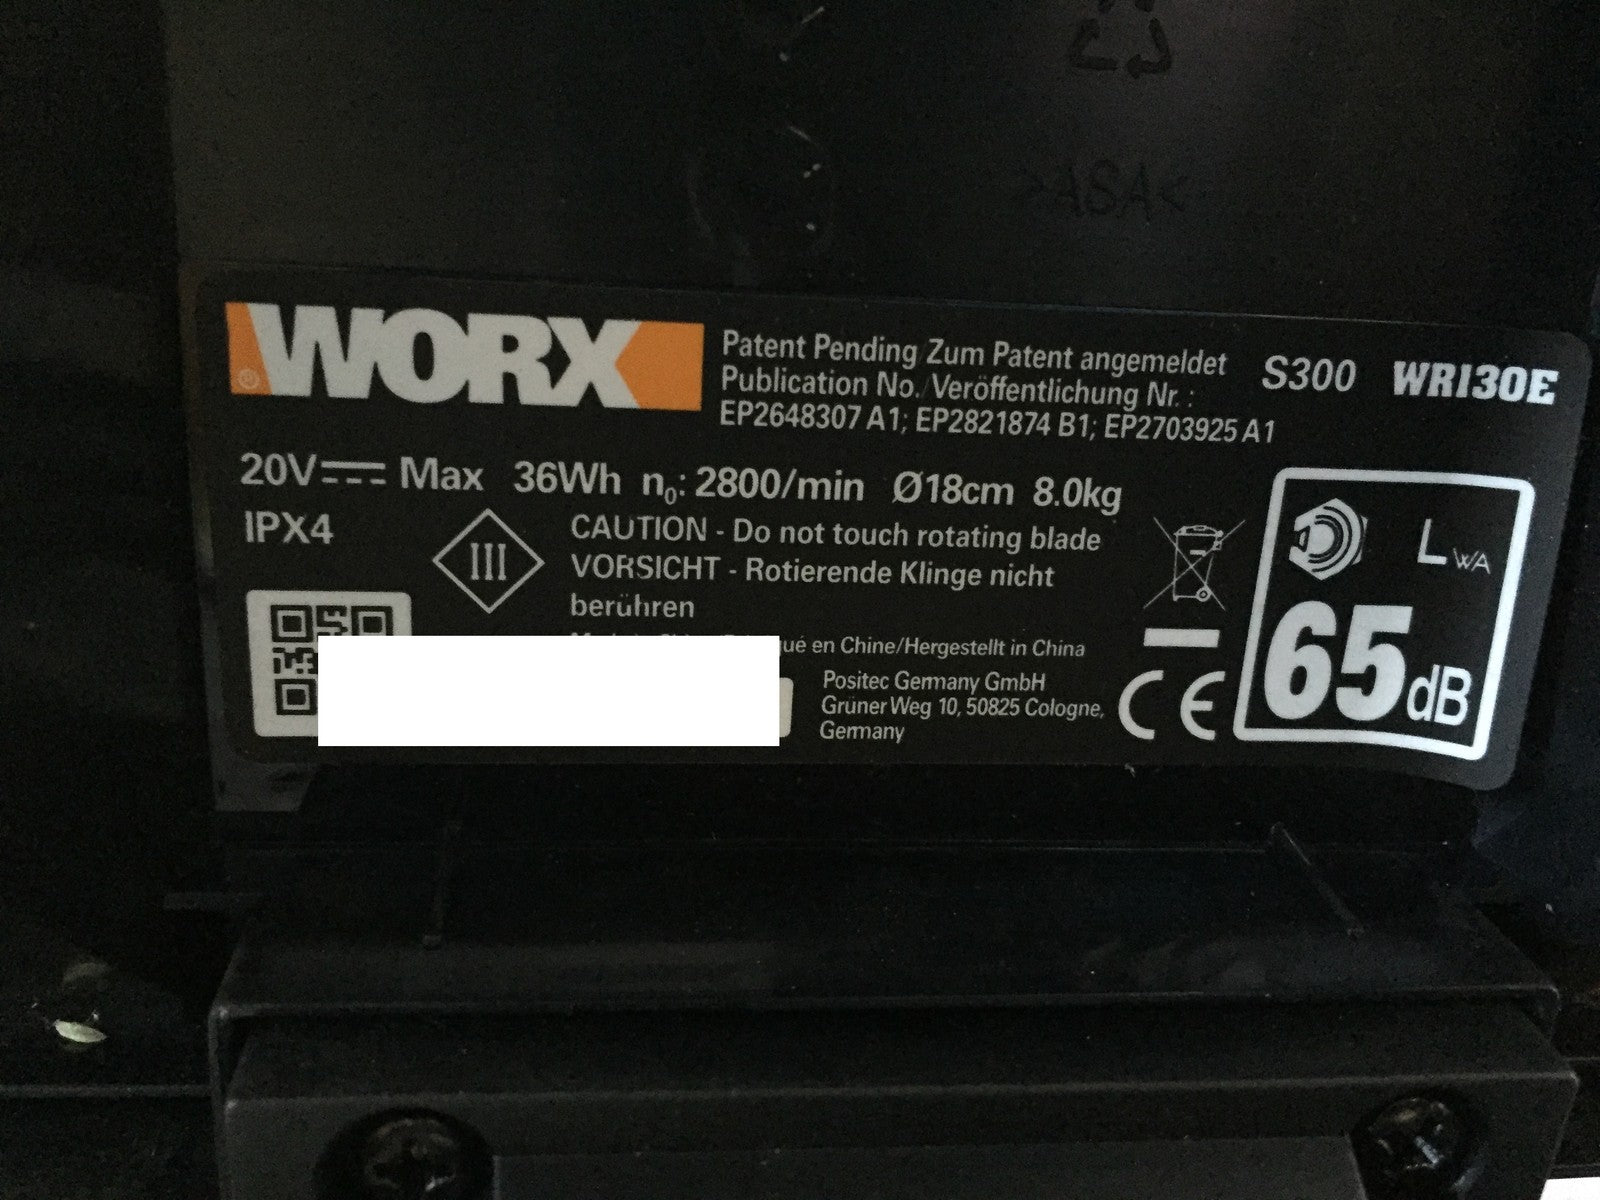 >ASA<
WORX
®
Patent Pending Zum Patent angemeldet
Publication No./Veröffentlichung Nr.:
EP2648307 A1; EP2821874 B1; EP2703925 A1
S300 WR130E
20V⎓ Max 36Wh n₀: 2800/min Ø18cm 8.0kg
IPX4
III
CAUTION - Do not touch rotating blade
VORSICHT - Rotierende Klinge nicht
berühren
en Chine/Hergestellt in China
Positec Germany GmbH
Grüner Weg 10, 50825 Cologne,
Germany
CE
LWA
65dB